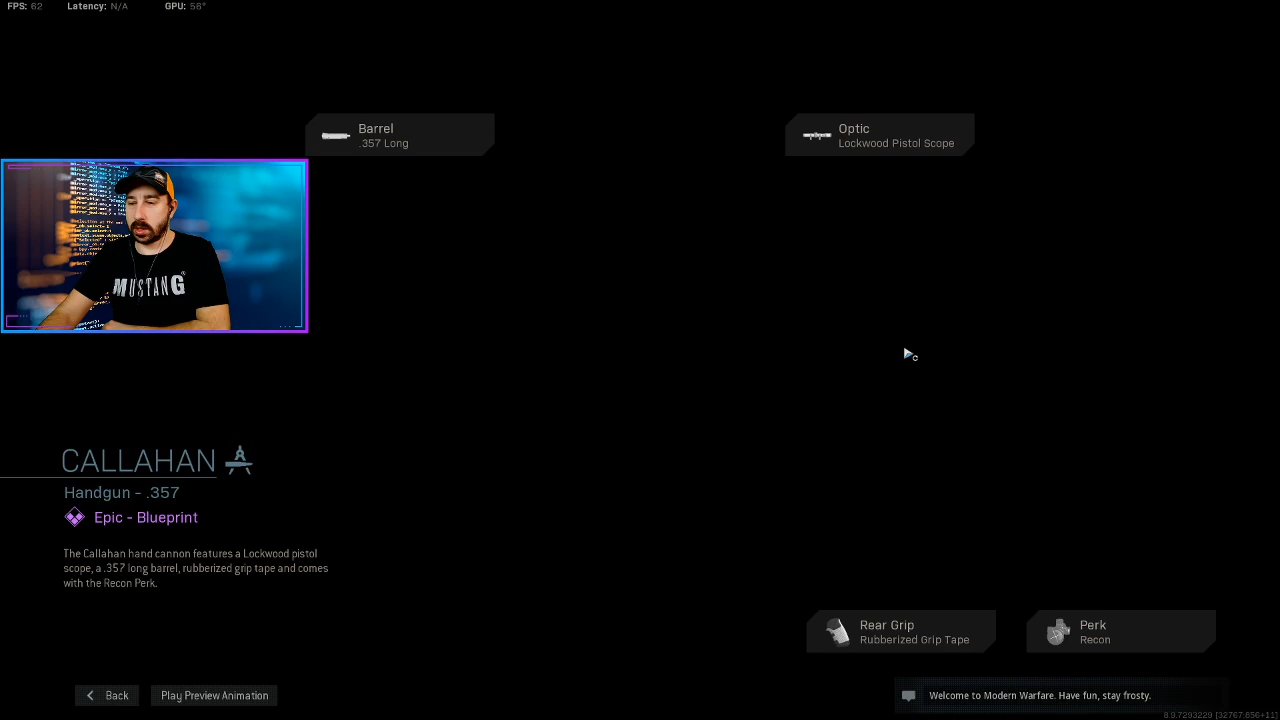 FPS: 62 Latency: N/A GPU: 56°
Barrel
.357 Long
Optic
Lockwood Pistol Scope
MUSTANG
CALLAHAN
Handgun - .357
Epic - Blueprint
The Callahan hand cannon features a Lockwood pistol
scope, a .357 long barrel, rubberized grip tape and comes
with the Recon Perk.
Rear Grip
Rubberized Grip Tape
Perk
Recon
Back
Play Preview Animation
Welcome to Modern Warfare. Have fun, stay frosty.